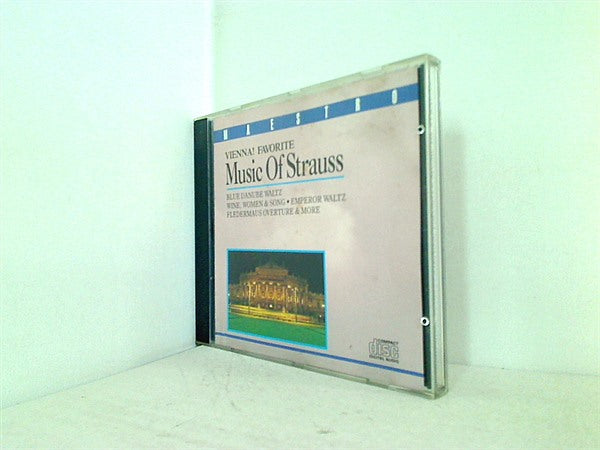 MAESTRO
VIENNA! FAVORITE
Music Of Strauss
BLUE DANUBE WALTZ
WINE, WOMEN & SONG • EMPEROR WALTZ
FLEDERMAUS OVERTURE & MORE
COMPACT
disc
DIGITAL AUDIO